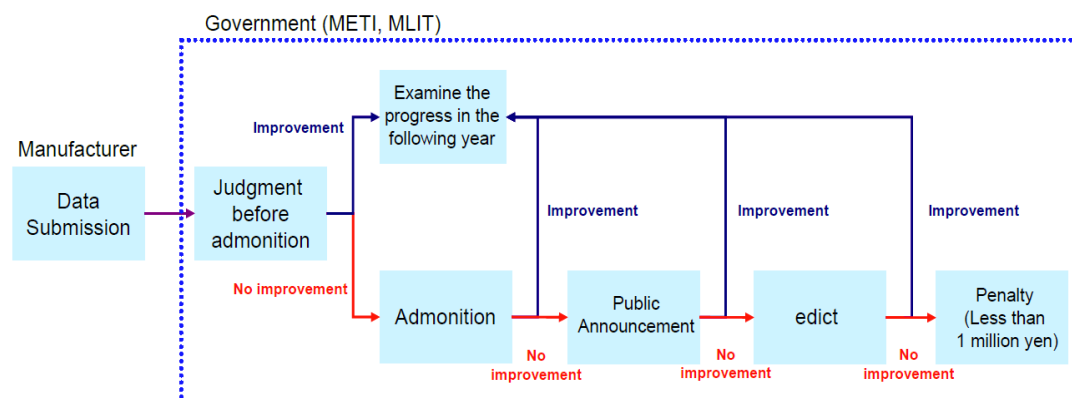 Government (METI, MLIT)
Examine the
progress in the
following year
Improvement
Manufacturer
Data
Submission
Judgment
before
admonition
Improvement
Improvement
Improvement
No improvement
Admonition
Public
Announcement
edict
Penalty
(Less than
1 million yen)
No
improvement
No
improvement
No
improvement